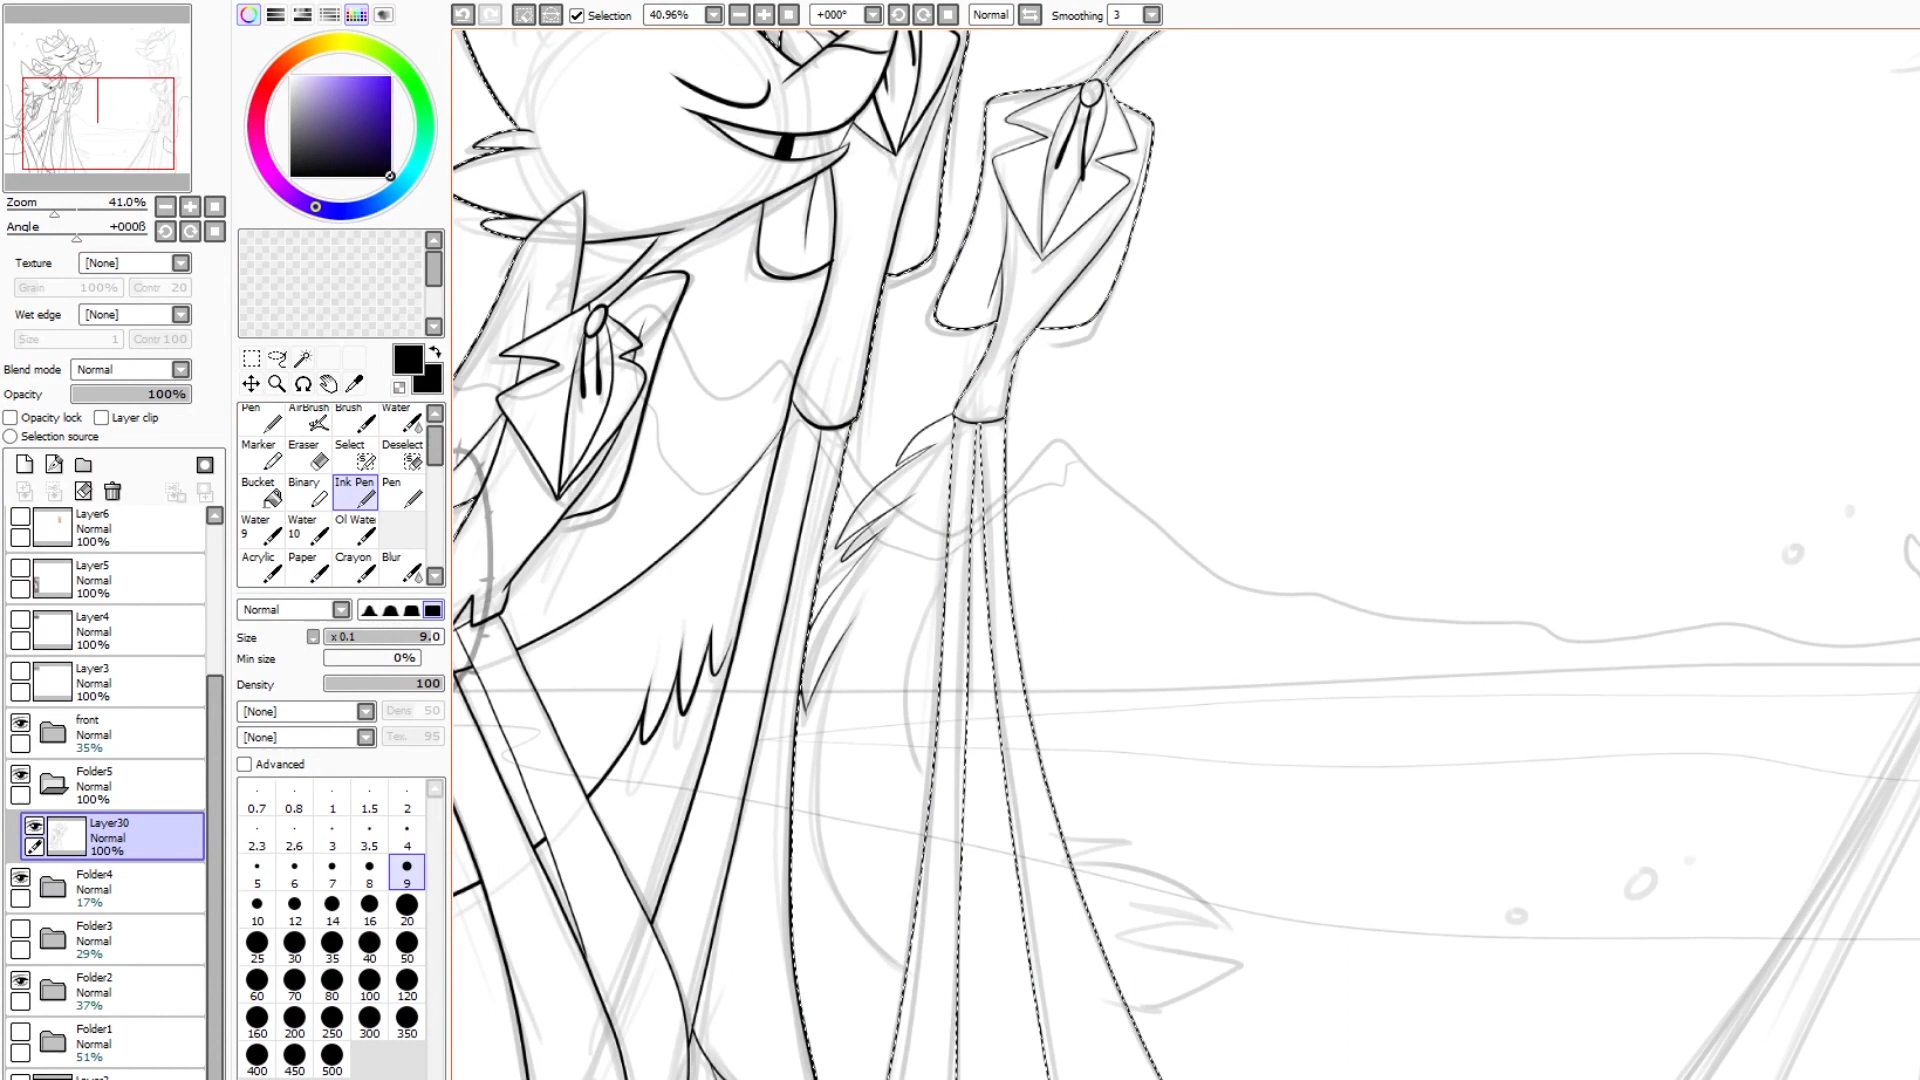 Selection 40.96% +000° Normal Smoothing 3
Zoom 41.0%
Angle +000ß
Texture [None]
Grain 100% Contr 20
Wet edge [None]
Size 1 Contr 100
Blend mode Normal
Opacity 100%
Opacity lock Layer clip
Selection source
Layer6
Normal
100%
Layer5
Normal
100%
Layer4
Normal
100%
Layer3
Normal
100%
front
Normal
35%
Folder5
Normal
100%
Layer30
Normal
100%
Folder4
Normal
17%
Folder3
Normal
29%
Folder2
Normal
37%
Folder1
Normal
51%
Pen AirBrush Brush Water
Marker Eraser Select Deselect
Bucket Binary Ink Pen Pen
Water 9 Water 10 Ol Wate
Acrylic Paper Crayon Blur
Normal
Size x 0.1 9.0
Min size 0%
Density 100
[None] Dens 50
[None] Tex. 95
Advanced
0.7 0.8 1 1.5 2
2.3 2.6 3 3.5 4
5 6 7 8 9
10 12 14 16 20
25 30 35 40 50
60 70 80 100 120
160 200 250 300 350
400 450 500